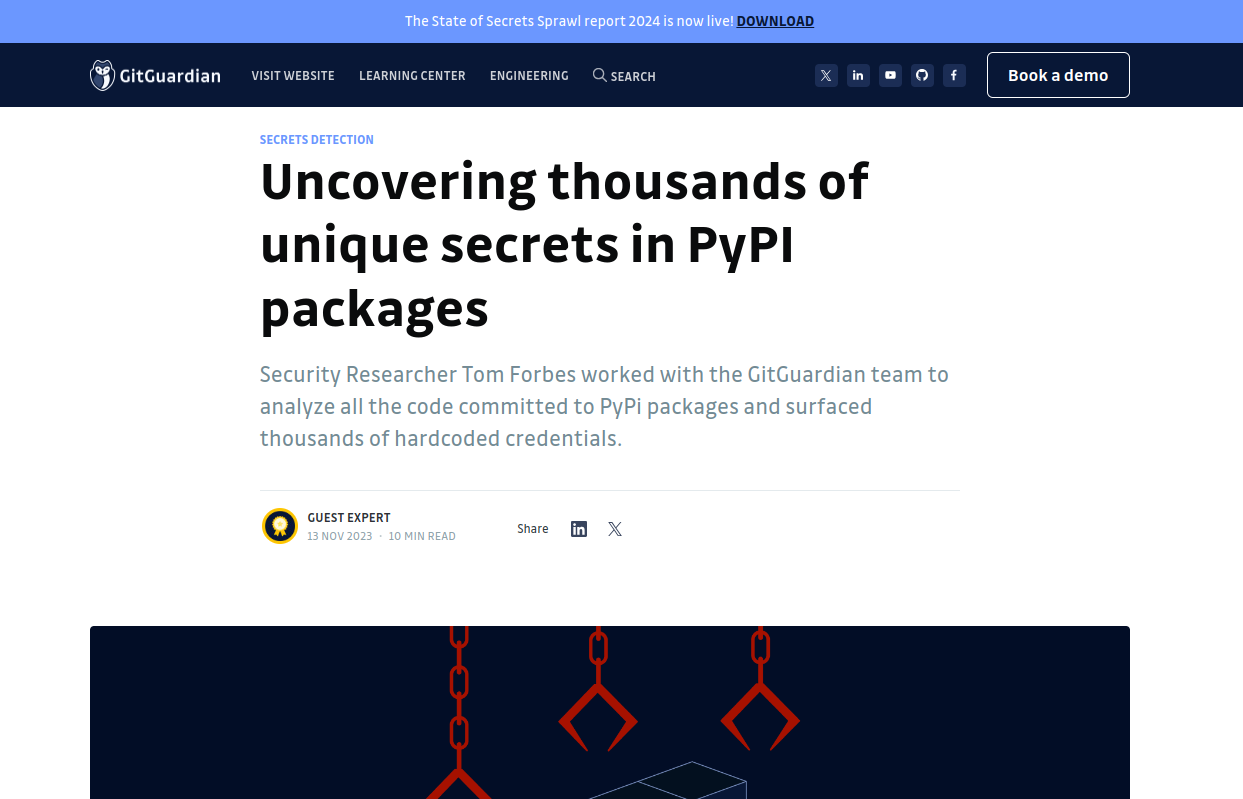 The State of Secrets Sprawl report 2024 is now live! DOWNLOAD
GitGuardian VISIT WEBSITE LEARNING CENTER ENGINEERING SEARCH Book a demo
SECRETS DETECTION
Uncovering thousands of
unique secrets in PyPI
packages
Security Researcher Tom Forbes worked with the GitGuardian team to
analyze all the code committed to PyPi packages and surfaced
thousands of hardcoded credentials.
GUEST EXPERT
13 NOV 2023 · 10 MIN READ
Share